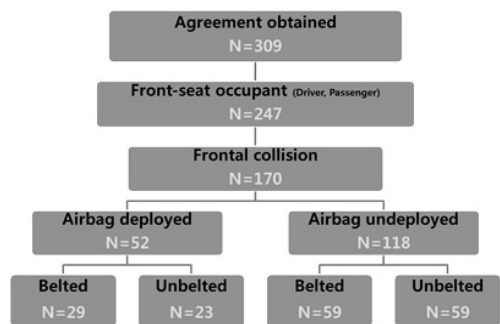 Agreement obtained
N=309
Front-seat occupant (Driver, Passenger)
N=247
Frontal collision
N=170
Airbag deployed
N=52
Airbag undeployed
N=118
Belted
N=29
Unbelted
N=23
Belted
N=59
Unbelted
N=59